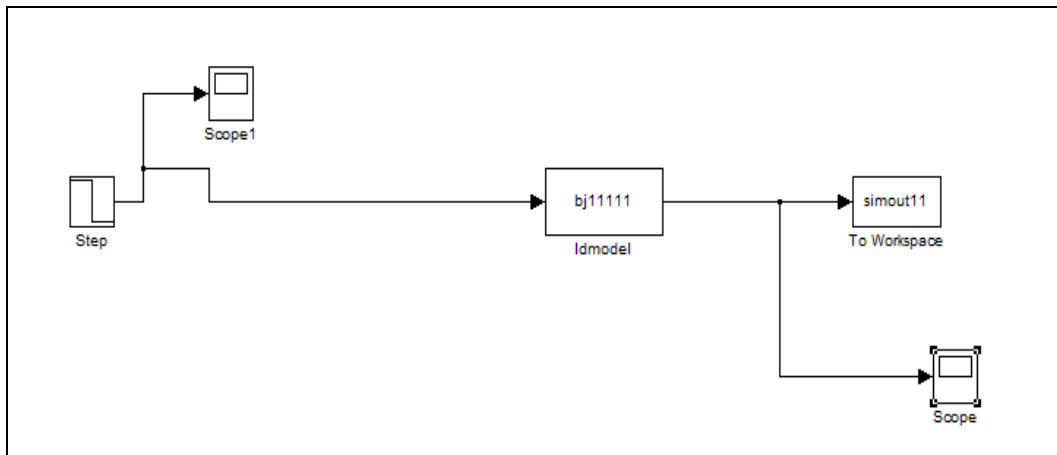 Scope1
Step
bj11111
Idmodel
simout11
To Workspace
Scope